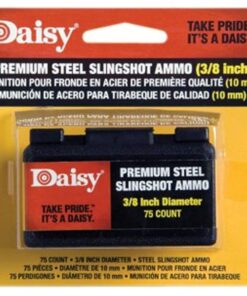 Daisy®
TAKE PRIDE.
IT'S A DAISY.
PREMIUM STEEL SLINGSHOT AMMO (3/8 inch
NITION POUR FRONDE EN ACIER DE PREMIÈRE QUALITÉ (10 m
MUNICIÓN DE ACERO PARA TIRABEQUE DE CALIDAD (10 mm
Daisy
PREMIUM STEEL
SLINGSHOT AMMO
TAKE PRIDE.
IT'S A DAISY.
3/8 Inch Diameter
75 COUNT
75 COUNT · 3/8 INCH DIAMETER · STEEL SLINGSHOT AMMO
75 PIÈCES · DIAMÈTRE DE 10 mm · MUNITION POUR FRONDE EN ACIER
75 PERDIGONES · DIÁMETRO DE 10 mm · MUNICIÓN DE ACERO PARA TIRABEQUE